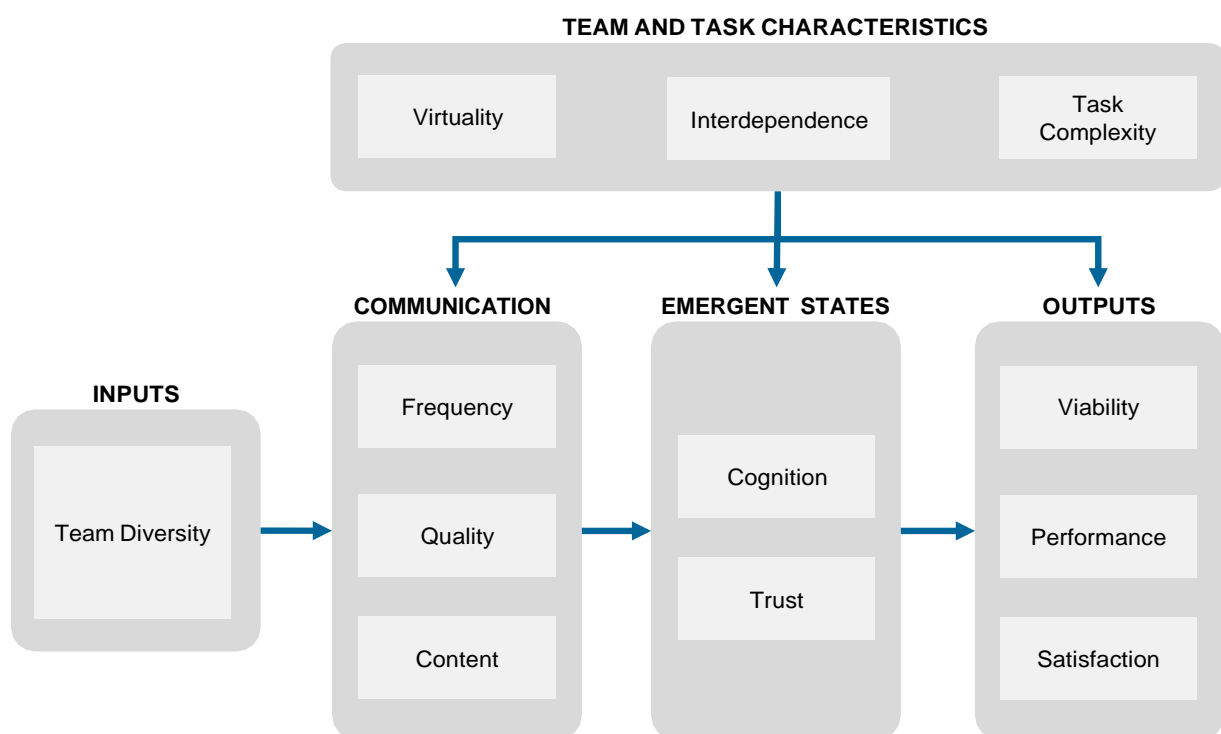 TEAM AND TASK CHARACTERISTICS
Virtuality
Interdependence
Task
Complexity
COMMUNICATION
EMERGENT STATES
OUTPUTS
INPUTS
Frequency
Viability
Cognition
Team Diversity
Quality
Performance
Trust
Content
Satisfaction